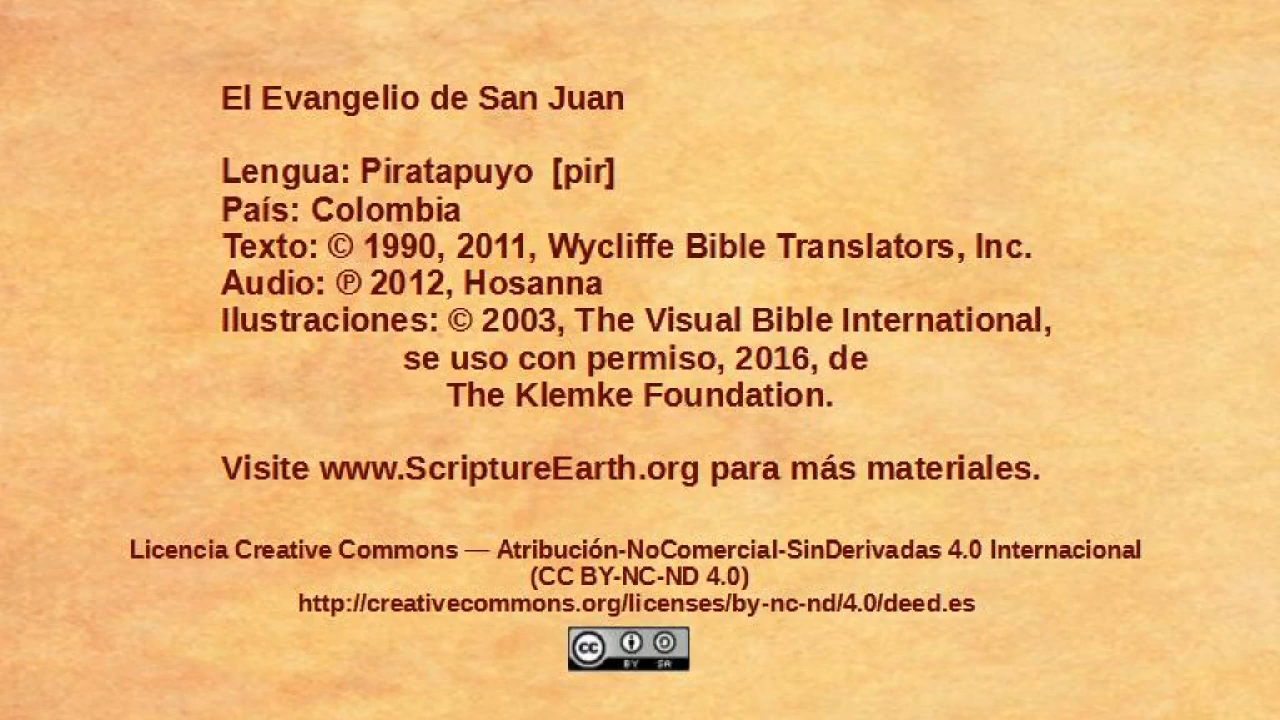 El Evangelio de San Juan
Lengua: Piratapuyo [pir]
País: Colombia
Texto: © 1990, 2011, Wycliffe Bible Translators, Inc.
Audio: ℗ 2012, Hosanna
Ilustraciones: © 2003, The Visual Bible International,
se uso con permiso, 2016, de
The Klemke Foundation.
Visite www.ScriptureEarth.org para más materiales.
Licencia Creative Commons — Atribución-NoComercial-SinDerivadas 4.0 Internacional
(CC BY-NC-ND 4.0)
http://creativecommons.org/licenses/by-nc-nd/4.0/deed.es
cc BY SA